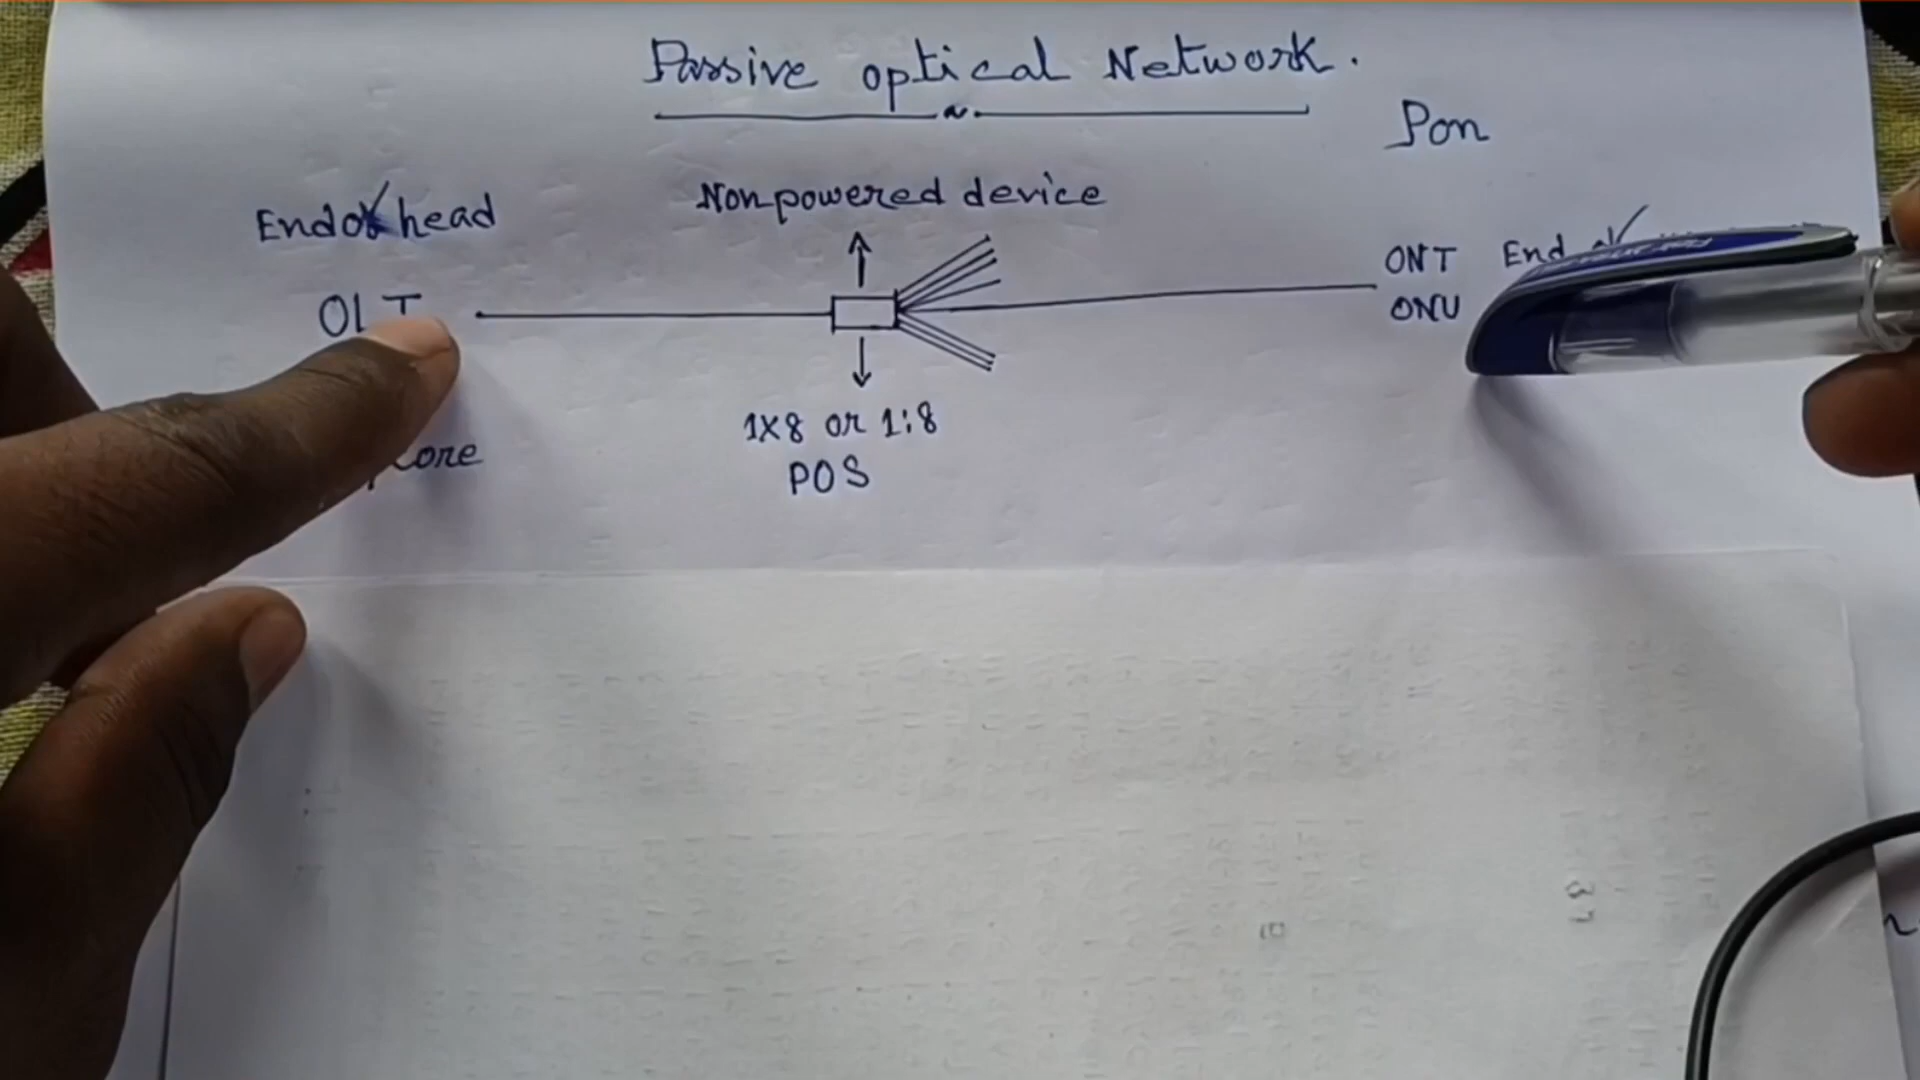 Passive optical Network.
Pon
End of head
Non powered device
OLT
ONT End
ONU
1X8 or 1:8
POS
core